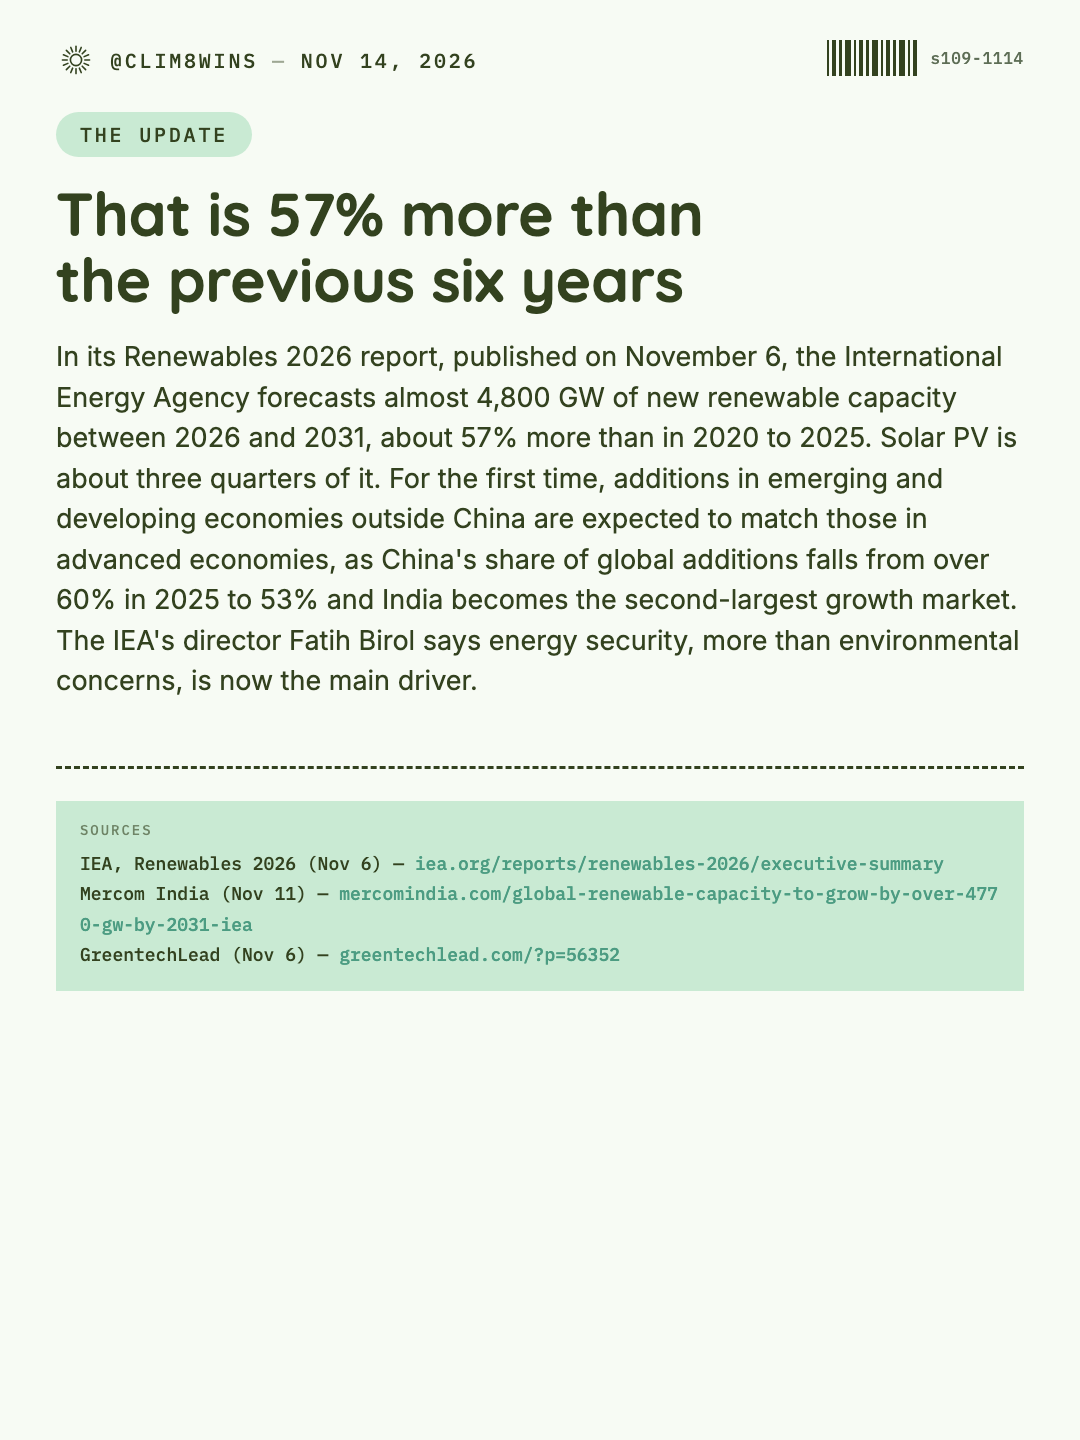 @CLIM8WINS — NOV 14, 2026
s109-1114
THE UPDATE
That is 57% more than
the previous six years
In its Renewables 2026 report, published on November 6, the International
Energy Agency forecasts almost 4,800 GW of new renewable capacity
between 2026 and 2031, about 57% more than in 2020 to 2025. Solar PV is
about three quarters of it. For the first time, additions in emerging and
developing economies outside China are expected to match those in
advanced economies, as China's share of global additions falls from over
60% in 2025 to 53% and India becomes the second-largest growth market.
The IEA's director Fatih Birol says energy security, more than environmental
concerns, is now the main driver.
SOURCES
IEA, Renewables 2026 (Nov 6) — iea.org/reports/renewables-2026/executive-summary
Mercom India (Nov 11) — mercomindia.com/global-renewable-capacity-to-grow-by-over-477
0-gw-by-2031-iea
GreentechLead (Nov 6) — greentechlead.com/?p=56352